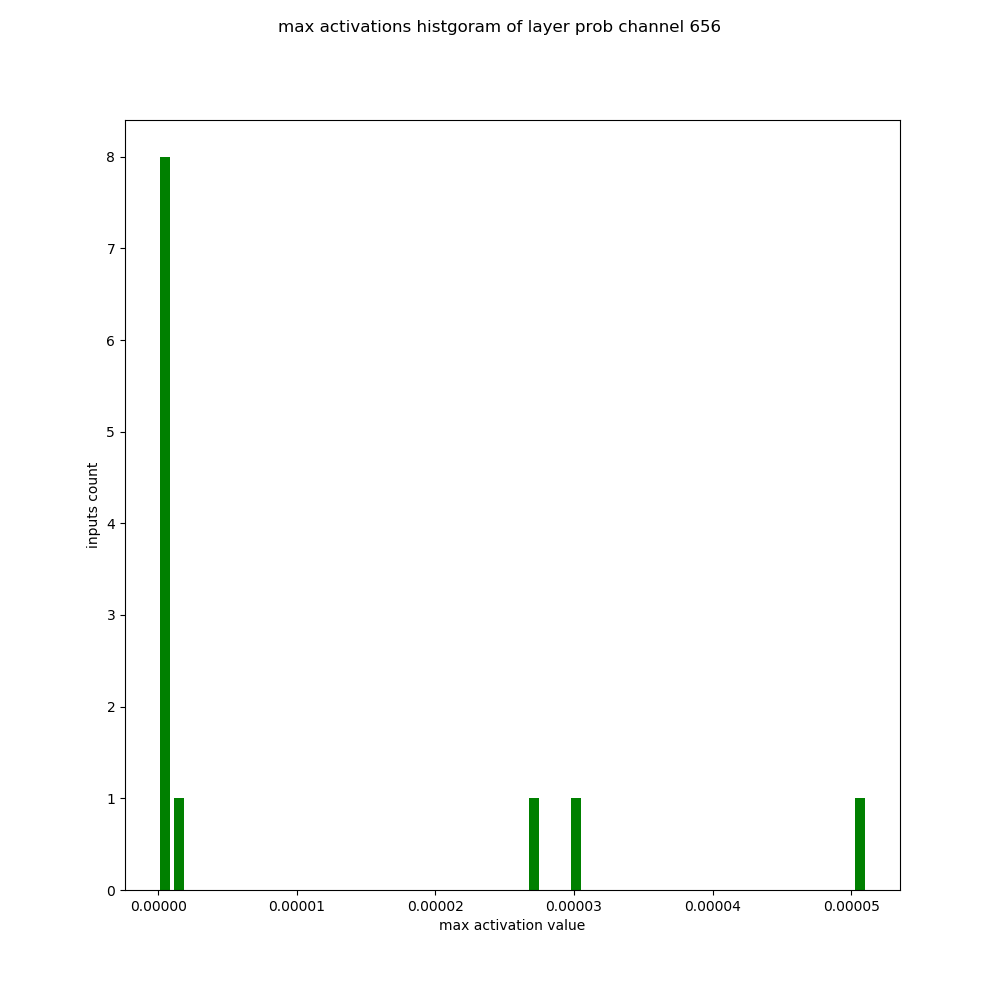 max activations histgoram of layer prob channel 656
8
7
6
5
4
3
2
1
0
inputs count
0.00000 0.00001 0.00002 0.00003 0.00004 0.00005
max activation value